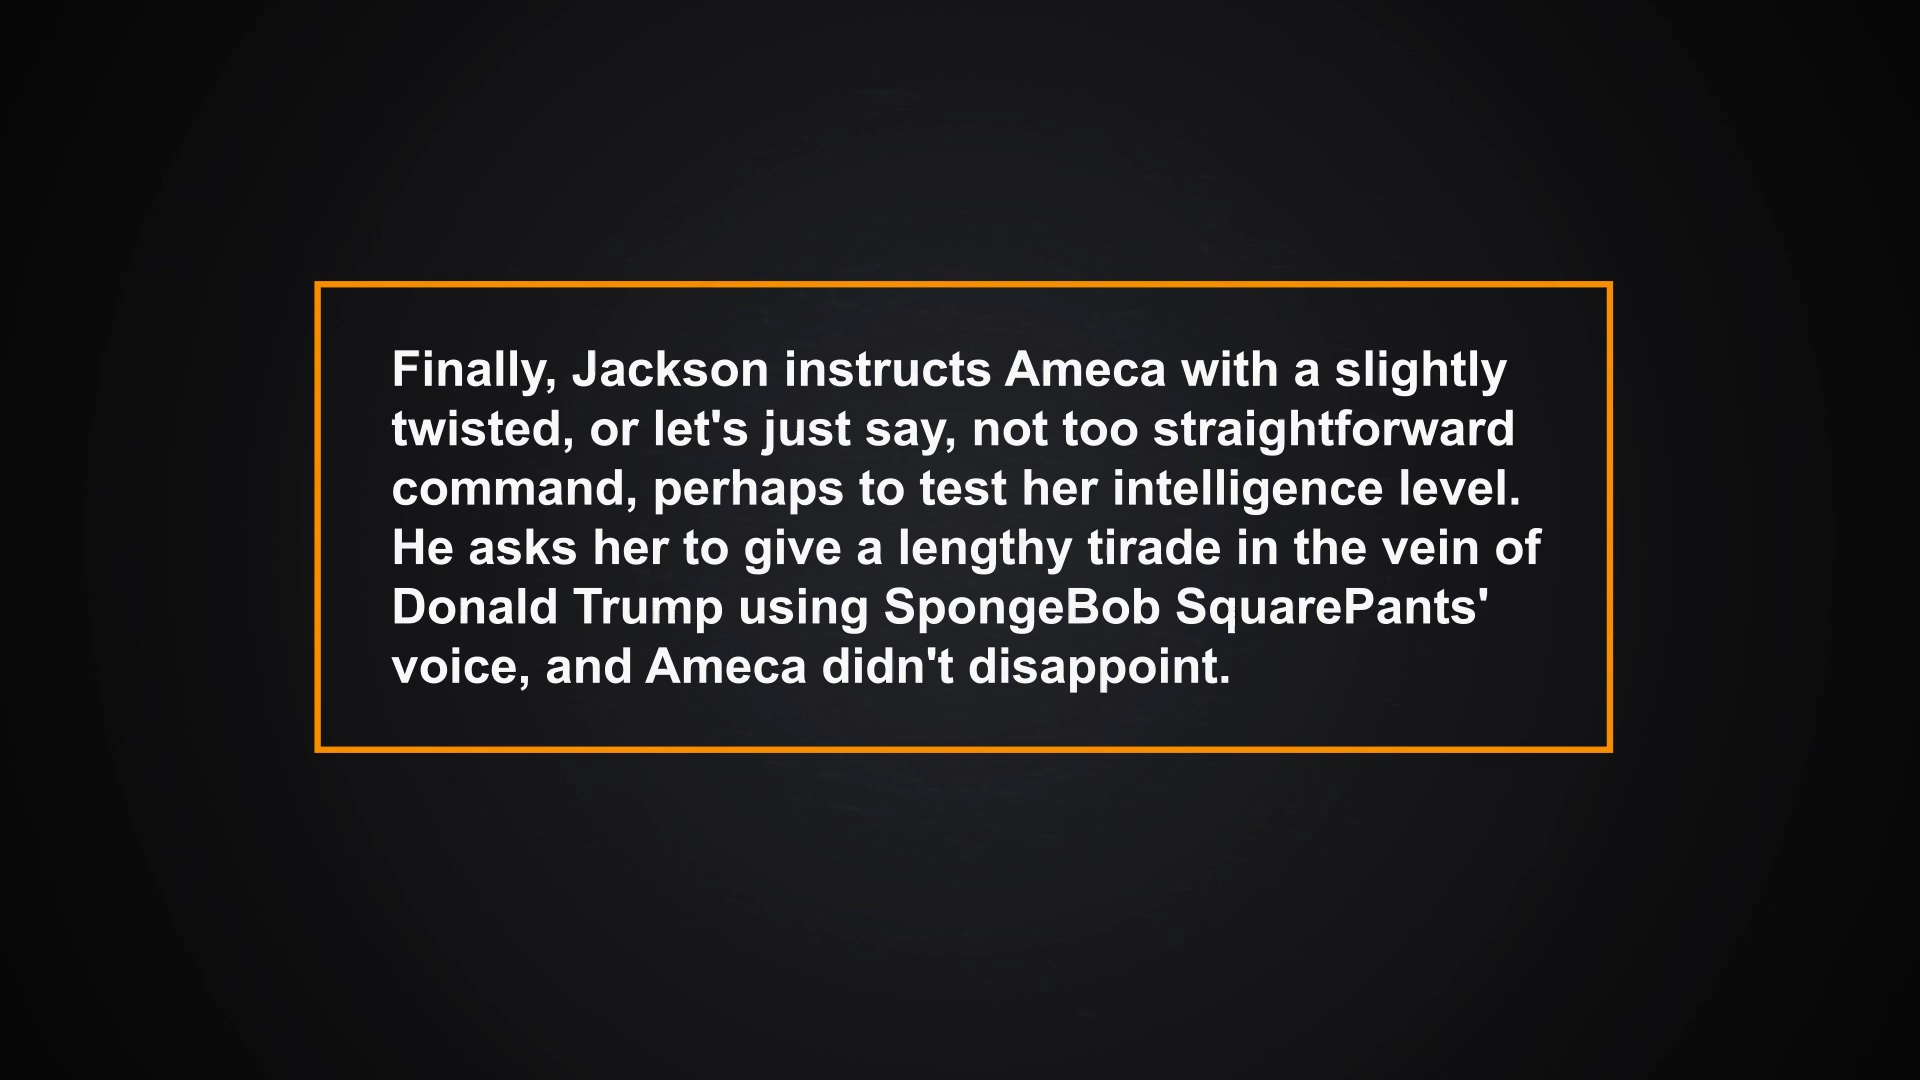 Finally, Jackson instructs Ameca with a slightly
twisted, or let's just say, not too straightforward
command, perhaps to test her intelligence level.
He asks her to give a lengthy tirade in the vein of
Donald Trump using SpongeBob SquarePants'
voice, and Ameca didn't disappoint.